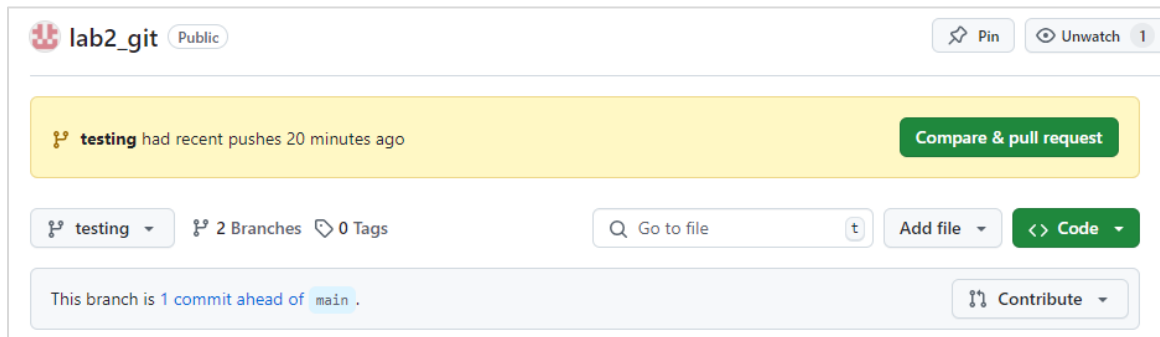 lab2_git Public Pin Unwatch 1
testing had recent pushes 20 minutes ago Compare & pull request
testing 2 Branches 0 Tags Go to file t Add file <> Code
This branch is 1 commit ahead of main . Contribute